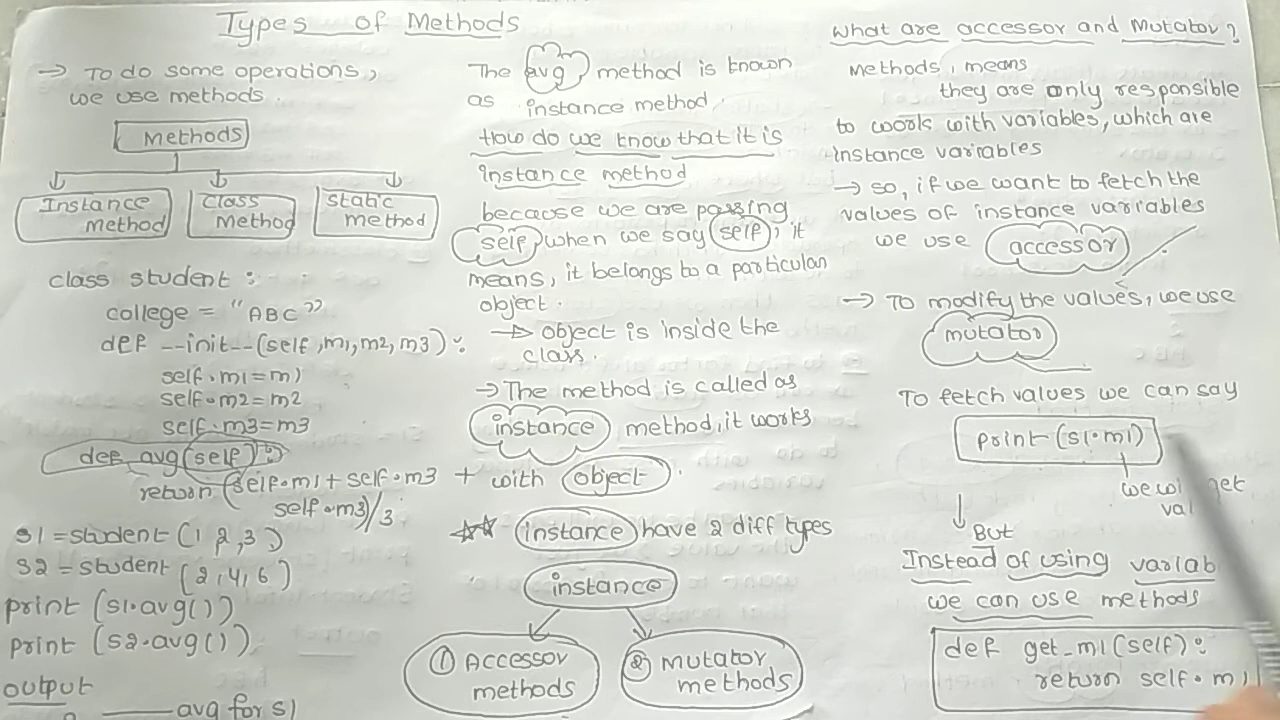 Types of Methods
→ To do some operations,
we use methods.
Methods
Instance
method
class
Method
static
method
class student:
college = "ABC"
def --init--(self,m1,m2,m3):
self.m1=m1
self.m2=m2
self.m3=m3
def avg(self):
return (self.m1+self.m3 +
self.m3)/3
s1=student(1,2,3)
s2=student(2,4,6)
print (s1.avg())
print (s2.avg())
output
avg for s1
The avg method is known
as instance method.
How do we know that it is
instance method
because we are passing
self, when we say self, it
means, it belongs to a particular
object.
→ object is inside the
class.
→ The method is called as
instance method, it works
with object.
instance have 2 diff types
instance
① Accessor
methods
② Mutator
methods
What are accessor and Mutator?
Methods, means
they are only responsible
to work with variables, which are
instance variables
→ so, if we want to fetch the
values of instance variables
we use accessor
→ To modify the values, we use
mutator
To fetch values we can say
print (s1.m1)
we get
But
Instead of using
we can use methods
def get_m1(self):
return self.m1